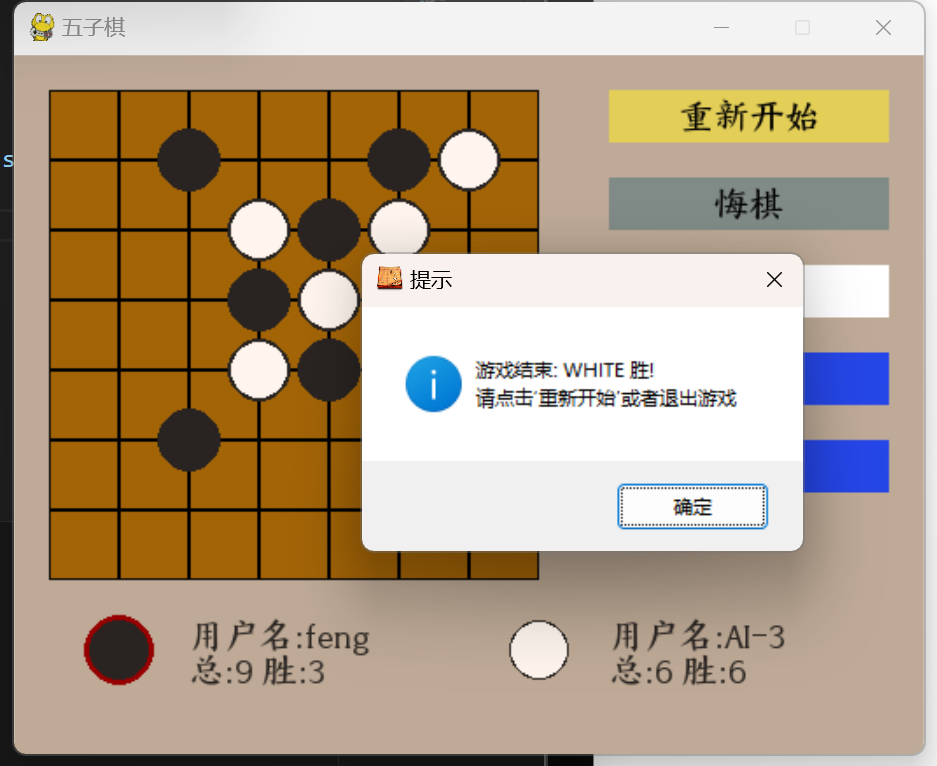 五子棋
s
重新开始
悔棋
提示
游戏结束: WHITE 胜!
请点击'重新开始'或者退出游戏
确定
用户名:feng
总:9 胜:3
用户名:AI-3
总:6 胜:6